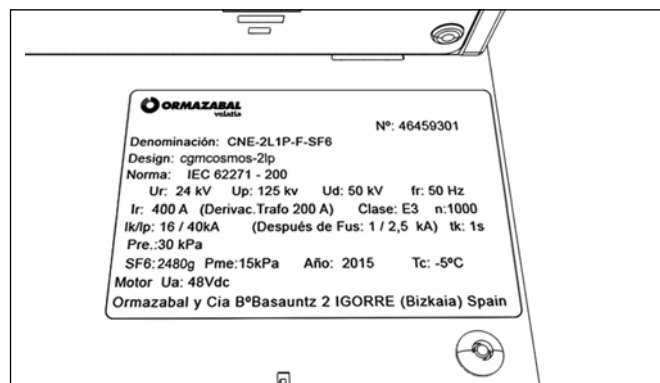 ORMAZABAL
velatia
Nº: 46459301
Denominación: CNE-2L1P-F-SF6
Design: cgmcosmos-2lp
Norma: IEC 62271 - 200
Ur: 24 kV Up: 125 kv Ud: 50 kV fr: 50 Hz
Ir: 400 A (Derivac.Trafo 200 A) Clase: E3 n:1000
Ik/Ip: 16 / 40kA (Después de Fus: 1 / 2,5 kA) tk: 1s
Pre.:30 kPa
SF6:2480g Pme:15kPa Año: 2015 Tc: -5ºC
Motor Ua: 48Vdc
Ormazabal y Cia BºBasauntz 2 IGORRE (Bizkaia) Spain